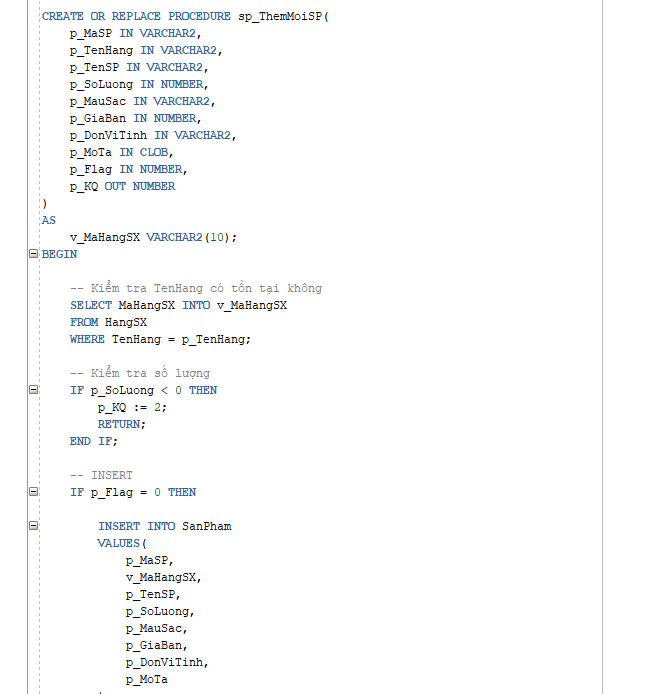 CREATE OR REPLACE PROCEDURE sp_ThemMoiSP(
    p_MaSP IN VARCHAR2,
    p_TenHang IN VARCHAR2,
    p_TenSP IN VARCHAR2,
    p_SoLuong IN NUMBER,
    p_MauSac IN VARCHAR2,
    p_GiaBan IN NUMBER,
    p_DonViTinh IN VARCHAR2,
    p_MoTa IN CLOB,
    p_Flag IN NUMBER,
    p_KQ OUT NUMBER
)
AS
    v_MaHangSX VARCHAR2(10);
BEGIN
    -- Kiểm tra TenHang có tồn tại không
    SELECT MaHangSX INTO v_MaHangSX
    FROM HangSX
    WHERE TenHang = p_TenHang;
    -- Kiểm tra số lượng
    IF p_SoLuong < 0 THEN
        p_KQ := 2;
        RETURN;
    END IF;
    -- INSERT
    IF p_Flag = 0 THEN
        INSERT INTO SanPham
        VALUES(
            p_MaSP,
            v_MaHangSX,
            p_TenSP,
            p_SoLuong,
            p_MauSac,
            p_GiaBan,
            p_DonViTinh,
            p_MoTa